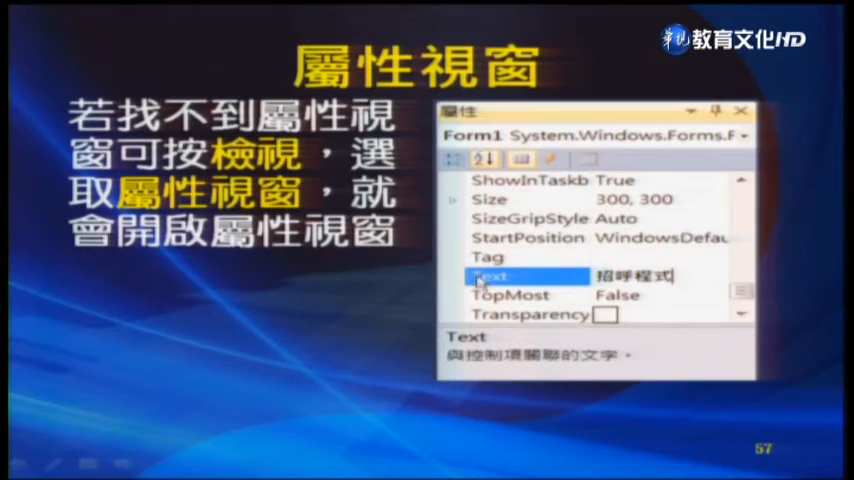 華視 教育文化HD
屬性視窗
若找不到屬性視
窗可按檢視，選
取屬性視窗，就
會開啟屬性視窗
屬性
Form1 System.Windows.Forms.F
ShowInTaskb True
Size 300, 300
SizeGripStyle Auto
StartPosition WindowsDefau
Tag
Text 招呼程式
TopMost False
Transparency
Text
與控制項關聯的文字。
57